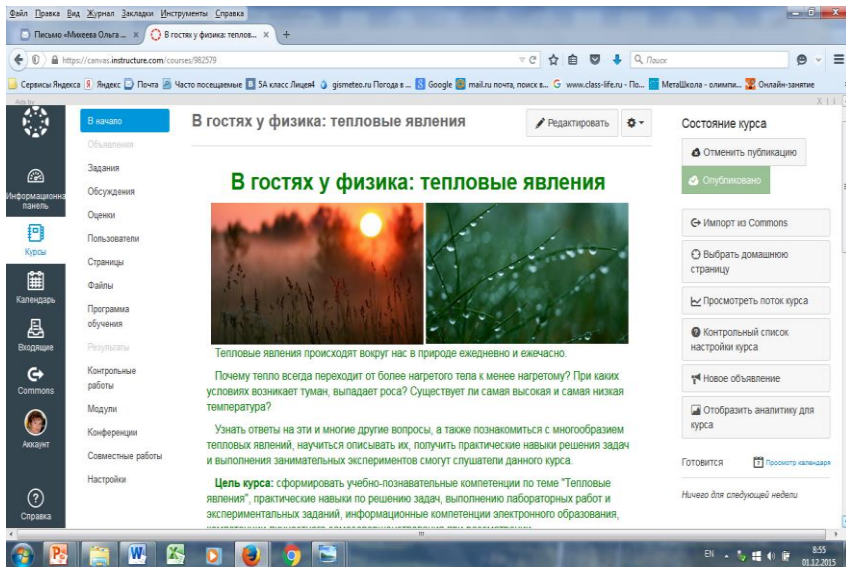 Файл Правка Вид Журнал Закладки Инструменты Справка
Письмо «Михеева Ольга ... × В гостях у физика: теплов... × +
https://canvas.instructure.com/courses/982579 Поиск
Сервисы Яндекса Яндекс Почта Часто посещаемые 5А класс Лицея4 gismeteo.ru Погода в ... Google mail.ru почта, поиск в... www.class-life.ru - По... МеталШкола - олимпи... Онлайн-занятие
Ads by
Информационна
панель
Курсы
Календарь
Входящие
Commons
Аккаунт
Справка
В начало
Объявления
Задания
Обсуждения
Оценки
Пользователи
Страницы
Файлы
Программа
обучения
Результаты
Контрольные
работы
Модули
Конференции
Совместные работы
Настройки
В гостях у физика: тепловые явления
Редактировать
В гостях у физика: тепловые явления
Тепловые явления происходят вокруг нас в природе ежедневно и ежечасно.
Почему тепло всегда переходит от более нагретого тела к менее нагретому? При каких
условиях возникает туман, выпадает роса? Существует ли самая высокая и самая низкая
температура?
Узнать ответы на эти и многие другие вопросы, а также познакомиться с многообразием
тепловых явлений, научиться описывать их, получить практические навыки решения задач
и выполнения занимательных экспериментов смогут слушатели данного курса.
Цель курса: сформировать учебно-познавательные компетенции по теме "Тепловые
явления", практические навыки по решению задач, выполнению лабораторных работ и
экспериментальных заданий, информационные компетенции электронного образования,
Состояние курса
Отменить публикацию
Опубликовано
Импорт из Commons
Выбрать домашнюю
страницу
Просмотреть поток курса
Контрольный список
настройки курса
Новое объявление
Отобразить аналитику для
курса
Готовится Просмотр календаря
Ничего для следующей недели
EN 8:55
01.12.2015